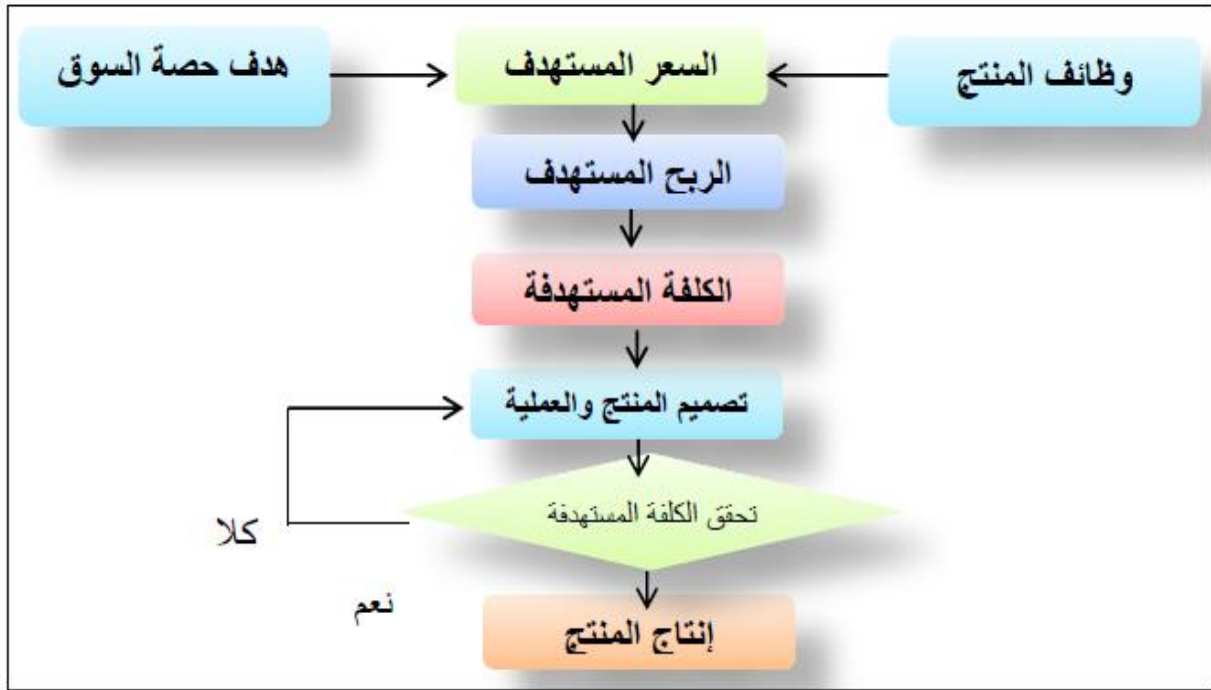 وظائف المنتج
السعر المستهدف
هدف حصة السوق
الربح المستهدف
الكلفة المستهدفة
تصميم المنتج والعملية
تحقق الكلفة المستهدفة
كلا
نعم
إنتاج المنتج